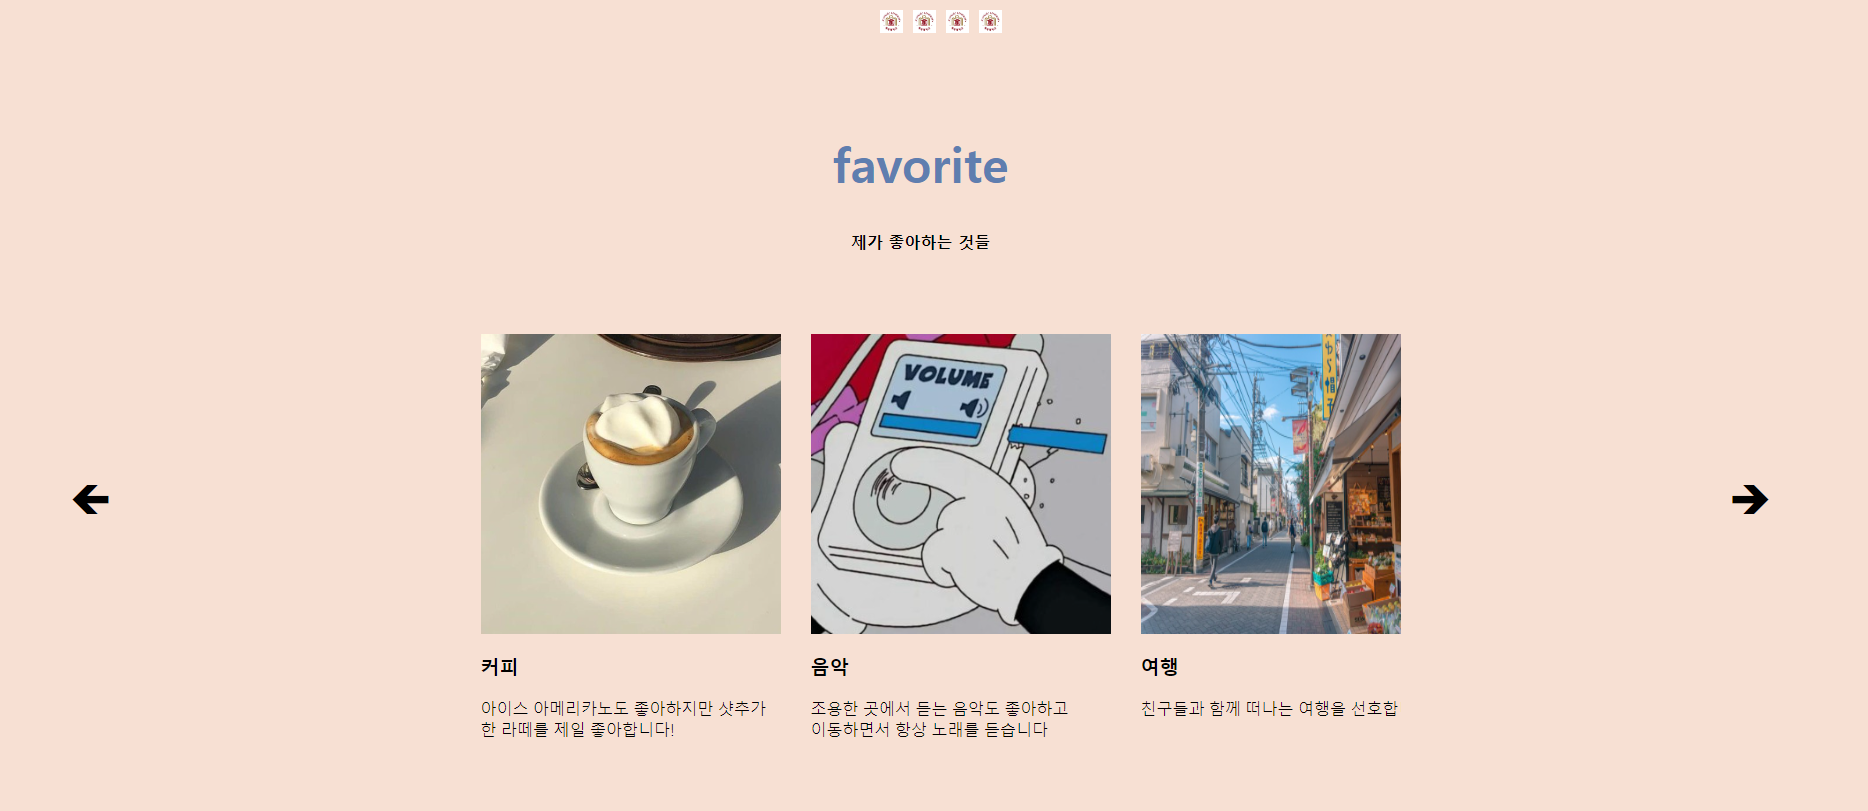 favorite
제가 좋아하는 것들
VOLUME
커피
음악
여행
아이스 아메리카노도 좋아하지만 샷추가
한 라떼를 제일 좋아합니다!
조용한 곳에서 듣는 음악도 좋아하고
이동하면서 항상 노래를 듣습니다
친구들과 함께 떠나는 여행을 선호합